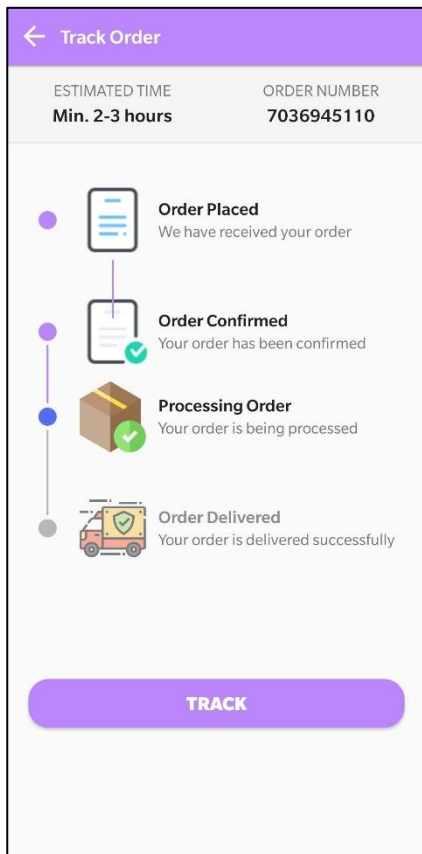 Track Order
ESTIMATED TIME
ORDER NUMBER
Min. 2-3 hours
7036945110
Order Placed
We have received your order
Order Confirmed
Your order has been confirmed
Processing Order
Your order is being processed
Order Delivered
Your order is delivered successfully
TRACK